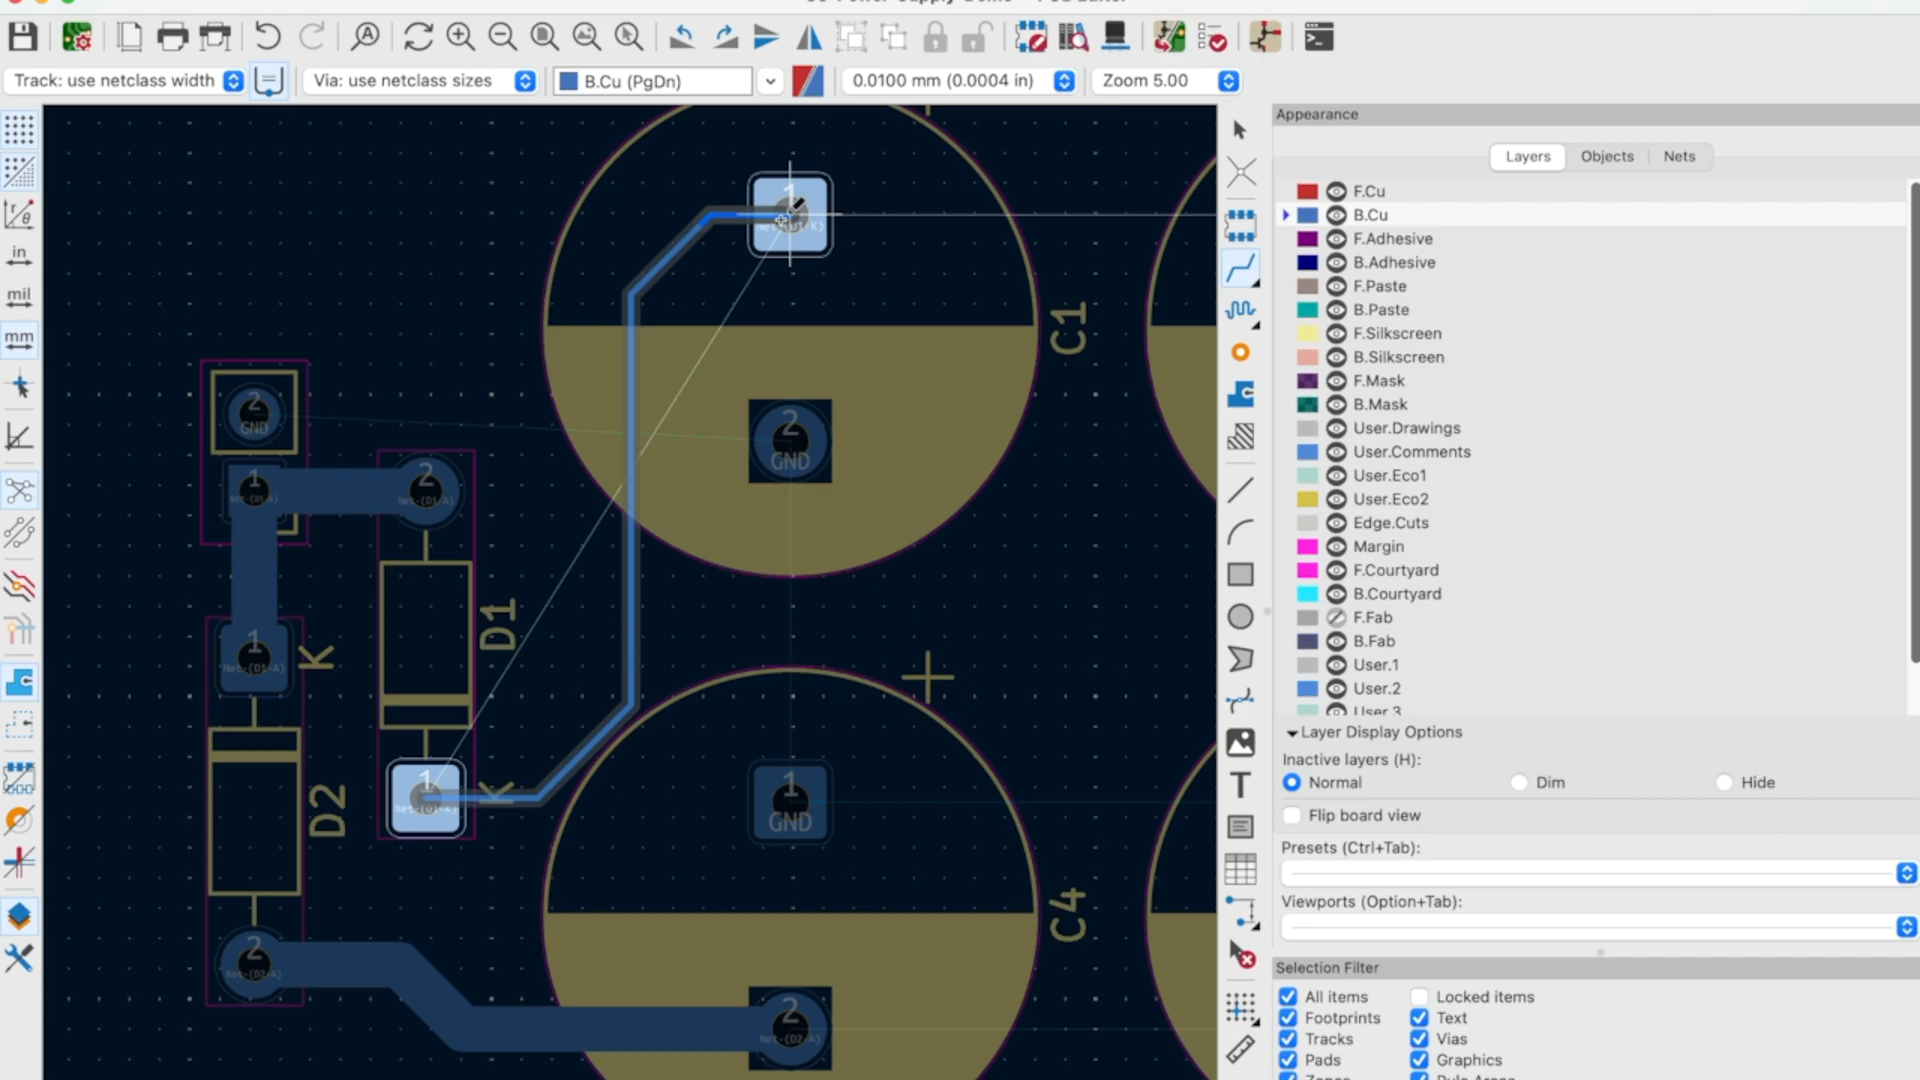 Track: use netclass width
Via: use netclass sizes
B.Cu (PgDn)
0.0100 mm (0.0004 in)
Zoom 5.00
in
mil
mm
1
2
GND
C1
2
GND
1
2
D1
1
K
1
K
D2
1
GND
C4
2
2
Appearance
Layers
Objects
Nets
F.Cu
B.Cu
F.Adhesive
B.Adhesive
F.Paste
B.Paste
F.Silkscreen
B.Silkscreen
F.Mask
B.Mask
User.Drawings
User.Comments
User.Eco1
User.Eco2
Edge.Cuts
Margin
F.Courtyard
B.Courtyard
F.Fab
B.Fab
User.1
User.2
User.3
Layer Display Options
Inactive layers (H):
Normal
Dim
Hide
Flip board view
Presets (Ctrl+Tab):
Viewports (Option+Tab):
Selection Filter
All items
Locked items
Footprints
Text
Tracks
Vias
Pads
Graphics